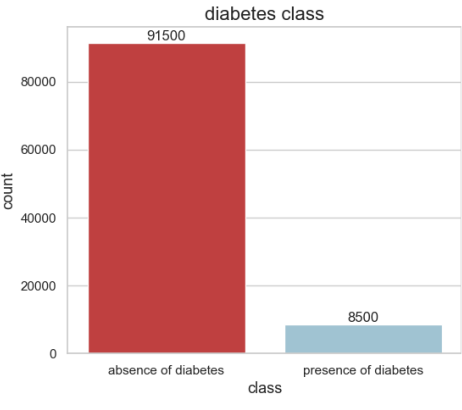 diabetes class
91500
80000
60000
count
40000
20000
8500
0
absence of diabetes presence of diabetes
class